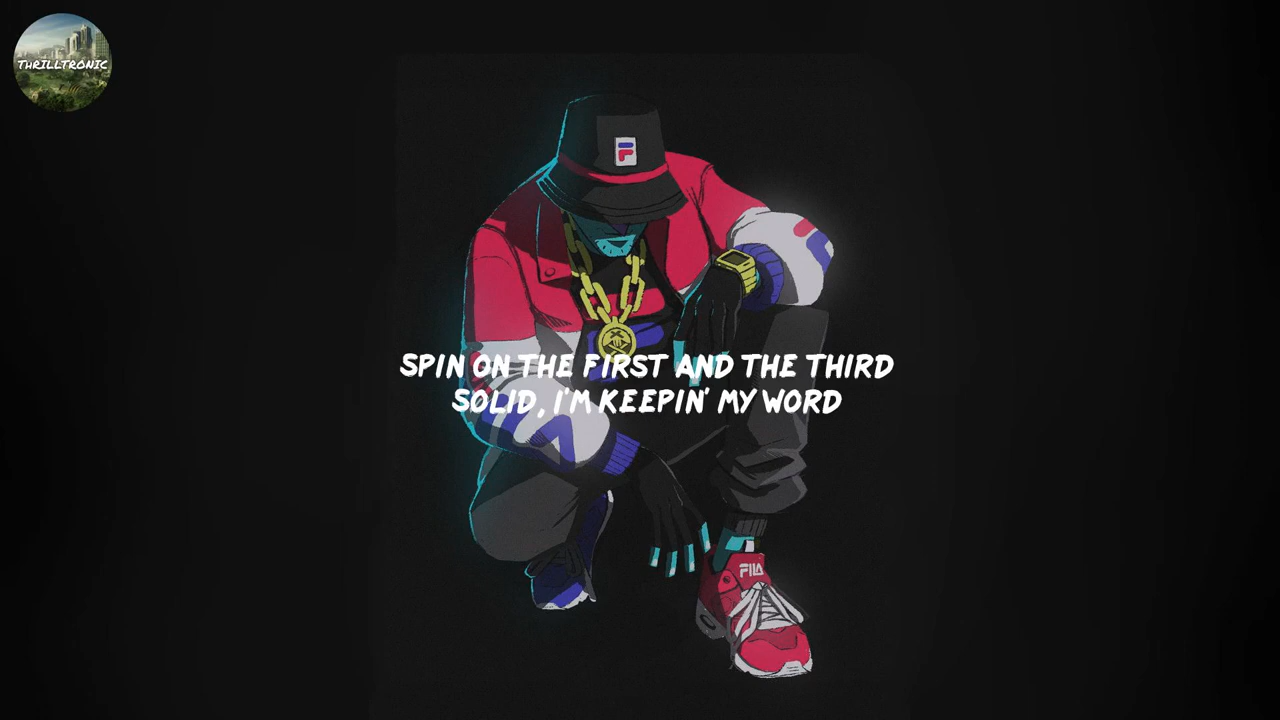 THRILLTRONIC
SPIN ON THE FIRST AND THE THIRD
SOLID, I'M KEEPIN' MY WORD
FILA